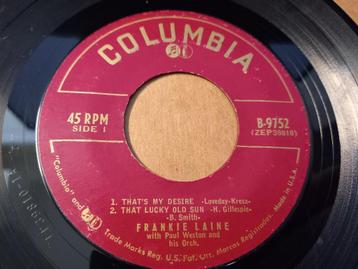 COLUMBIA
45 RPM
SIDE 1
B-9752
(ZEP39810)
1. THAT'S MY DESIRE -Loveday-Kresa-
2. THAT LUCKY OLD SUN -H. Gillespie-
B. Smith-
FRANKIE LAINE
with Paul Weston and
his Orch.
"Columbia" and
Trade Marks Reg. U.S. Pat. Off. Marcas Registradas.
Made in U.S.A.